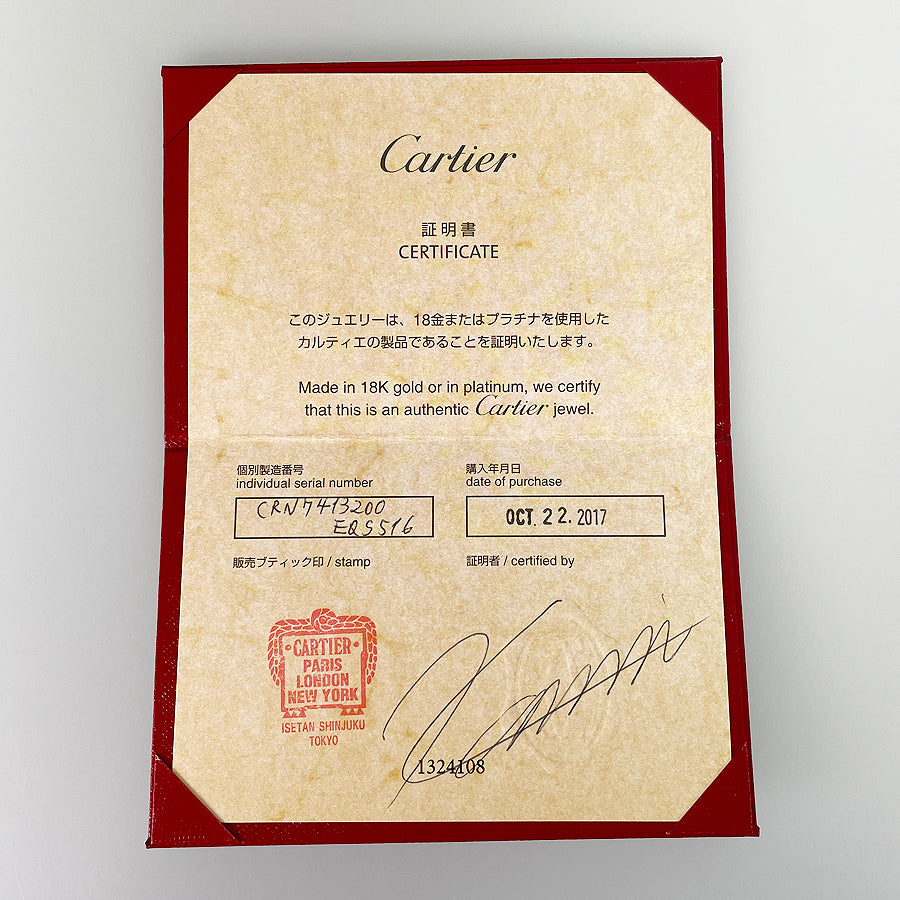 Cartier
証明書
CERTIFICATE
このジュエリーは、18金またはプラチナを使用した
カルティエの製品であることを証明いたします。
Made in 18K gold or in platinum, we certify
that this is an authentic Cartier jewel.
個別製造番号
individual serial number
CRN7413200
EQS516
購入年月日
date of purchase
OCT. 22. 2017
販売ブティック印 / stamp
証明者 / certified by
CARTIER
PARIS
LONDON
NEW YORK
ISETAN SHINJUKU
TOKYO
1324108